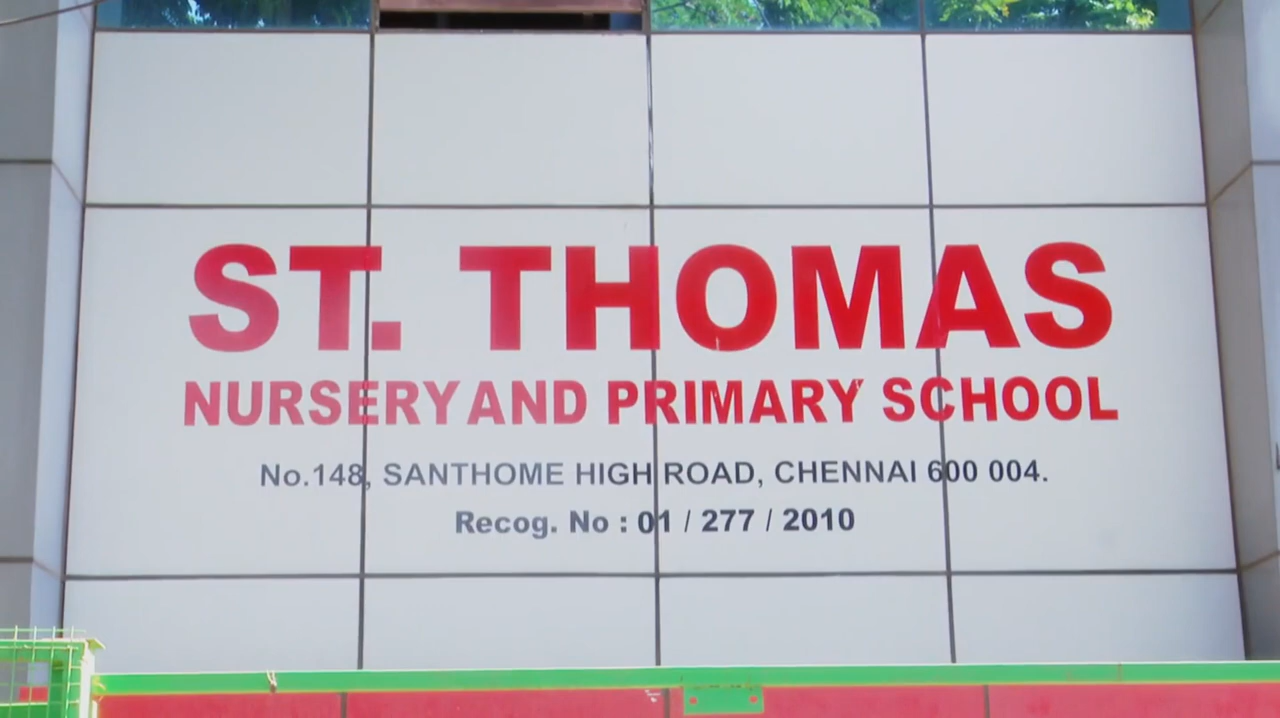 ST. THOMAS
NURSERY AND PRIMARY SCHOOL
No.148, SANTHOME HIGH ROAD, CHENNAI 600 004.
Recog. No : 01 / 277 / 2010